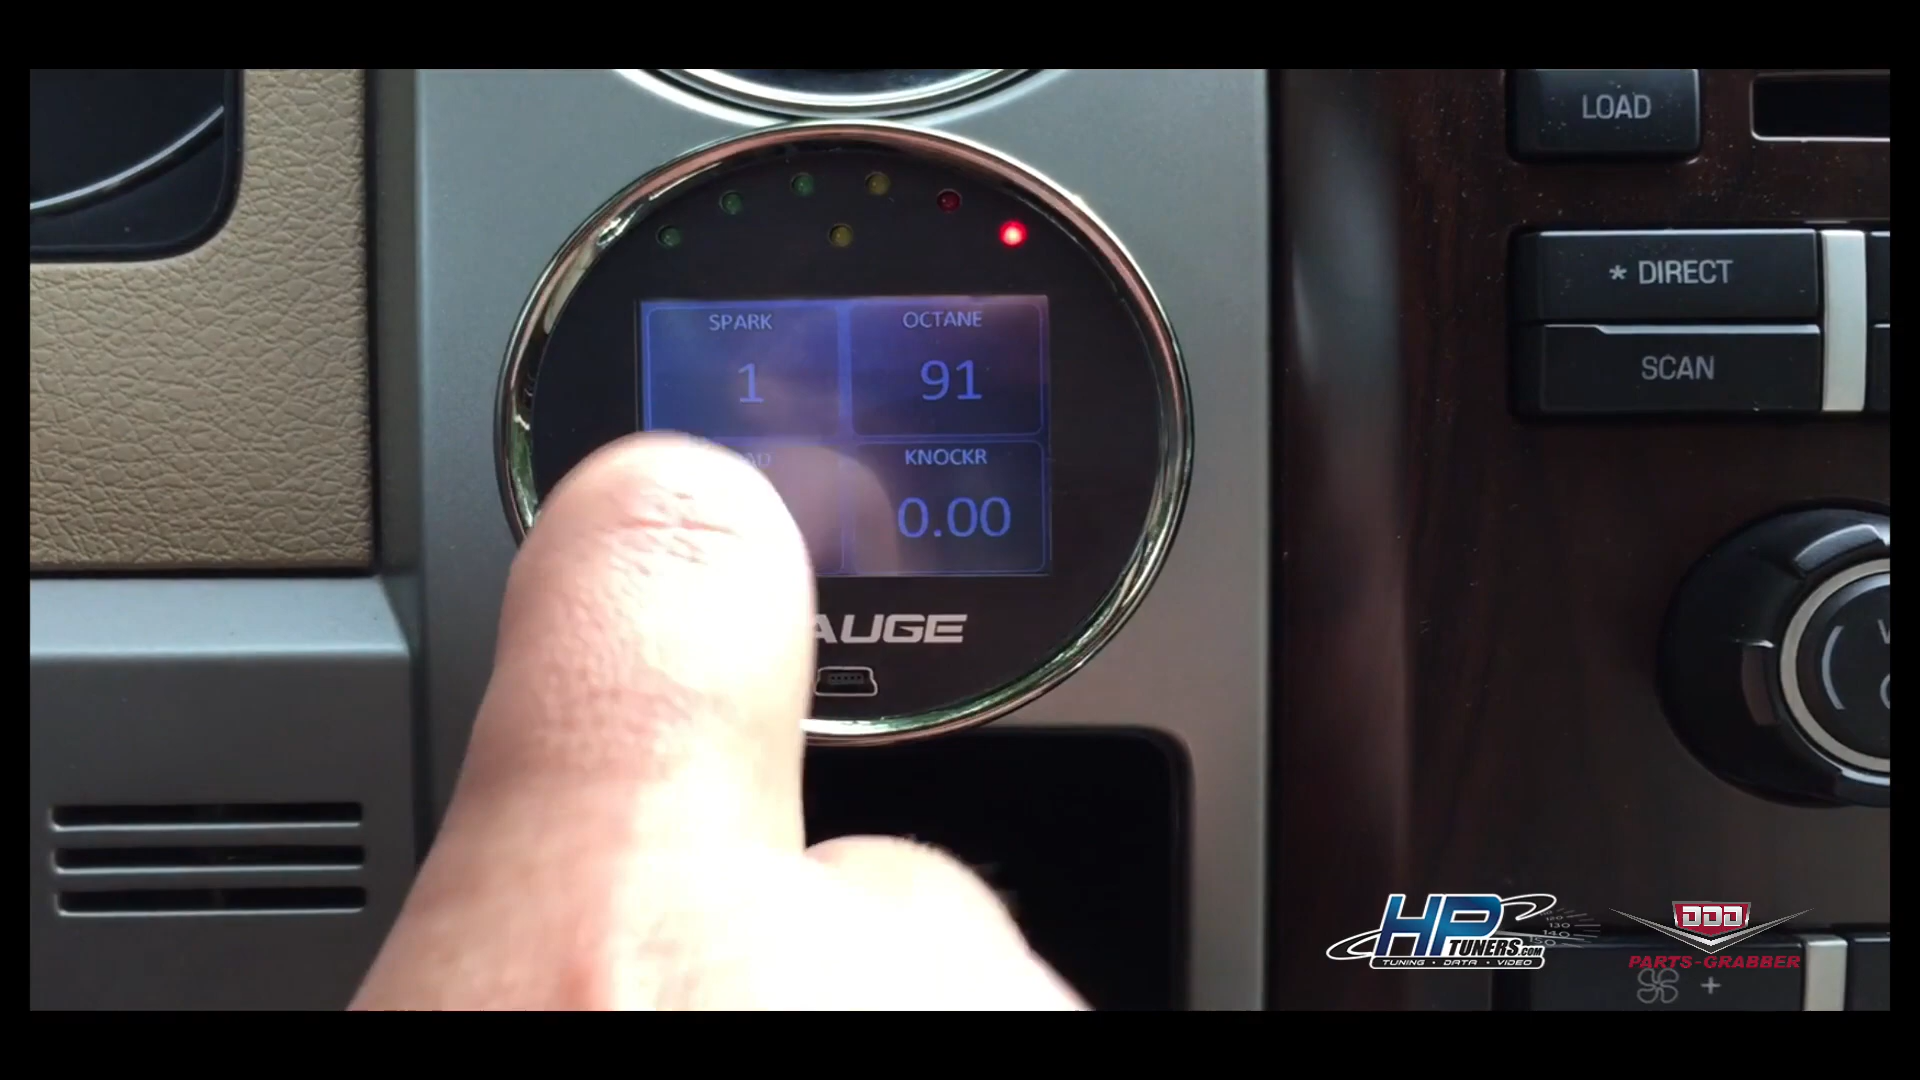 LOAD
* DIRECT
SCAN
SPARK
OCTANE
1
91
KNOCKR
0.00
AUGE
HP
TUNERS.COM
TUNING • DATA • VIDEO
PARTS-GRABBER
+